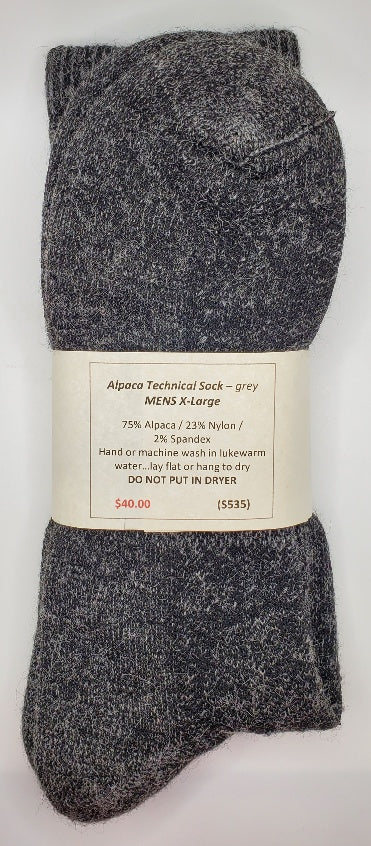 Alpaca Technical Sock – grey
MENS X-Large
75% Alpaca / 23% Nylon /
2% Spandex
Hand or machine wash in lukewarm
water...lay flat or hang to dry
DO NOT PUT IN DRYER
$40.00 (S535)